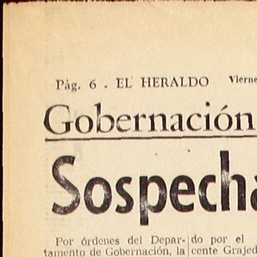 Pág. 6 - EL HERALDO Vierne
Gobernación
Sospecha
Por órdenes del Depar- do por el
tamento de Gobernación, la cente Grajed